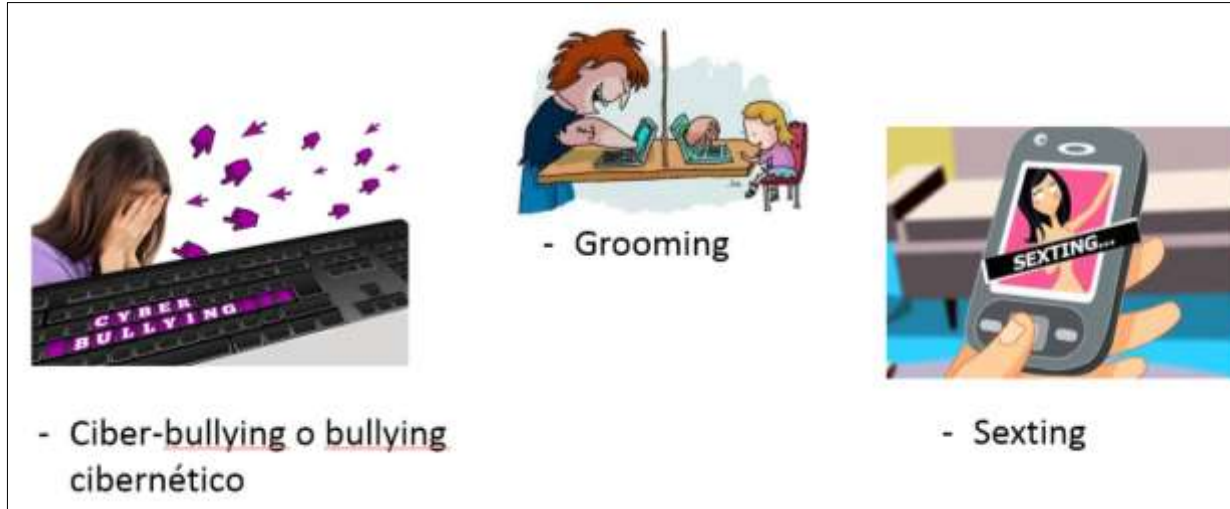 - Grooming
CYBER
BULLYING
SEXTING...
- Ciber-bullying o bullying
cibernético
- Sexting